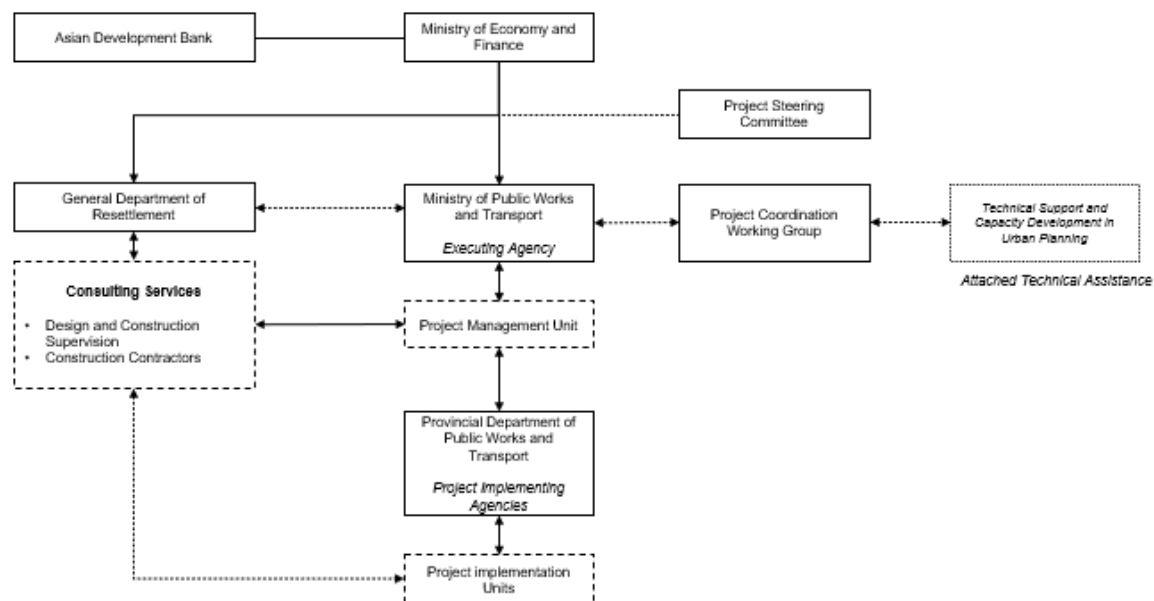 Asian Development Bank
Ministry of Economy and
Finance
Project Steering
Committee
General Department of
Resettlement
Ministry of Public Works
and Transport
Executing Agency
Project Coordination
Working Group
Technical Support and
Capacity Development in
Urban Planning
Attached Technical Assistance
Consulting Services
• Design and Construction
Supervision
• Construction Contractors
Project Management Unit
Provincial Department of
Public Works and
Transport
Project Implementing
Agencies
Project implementation
Units